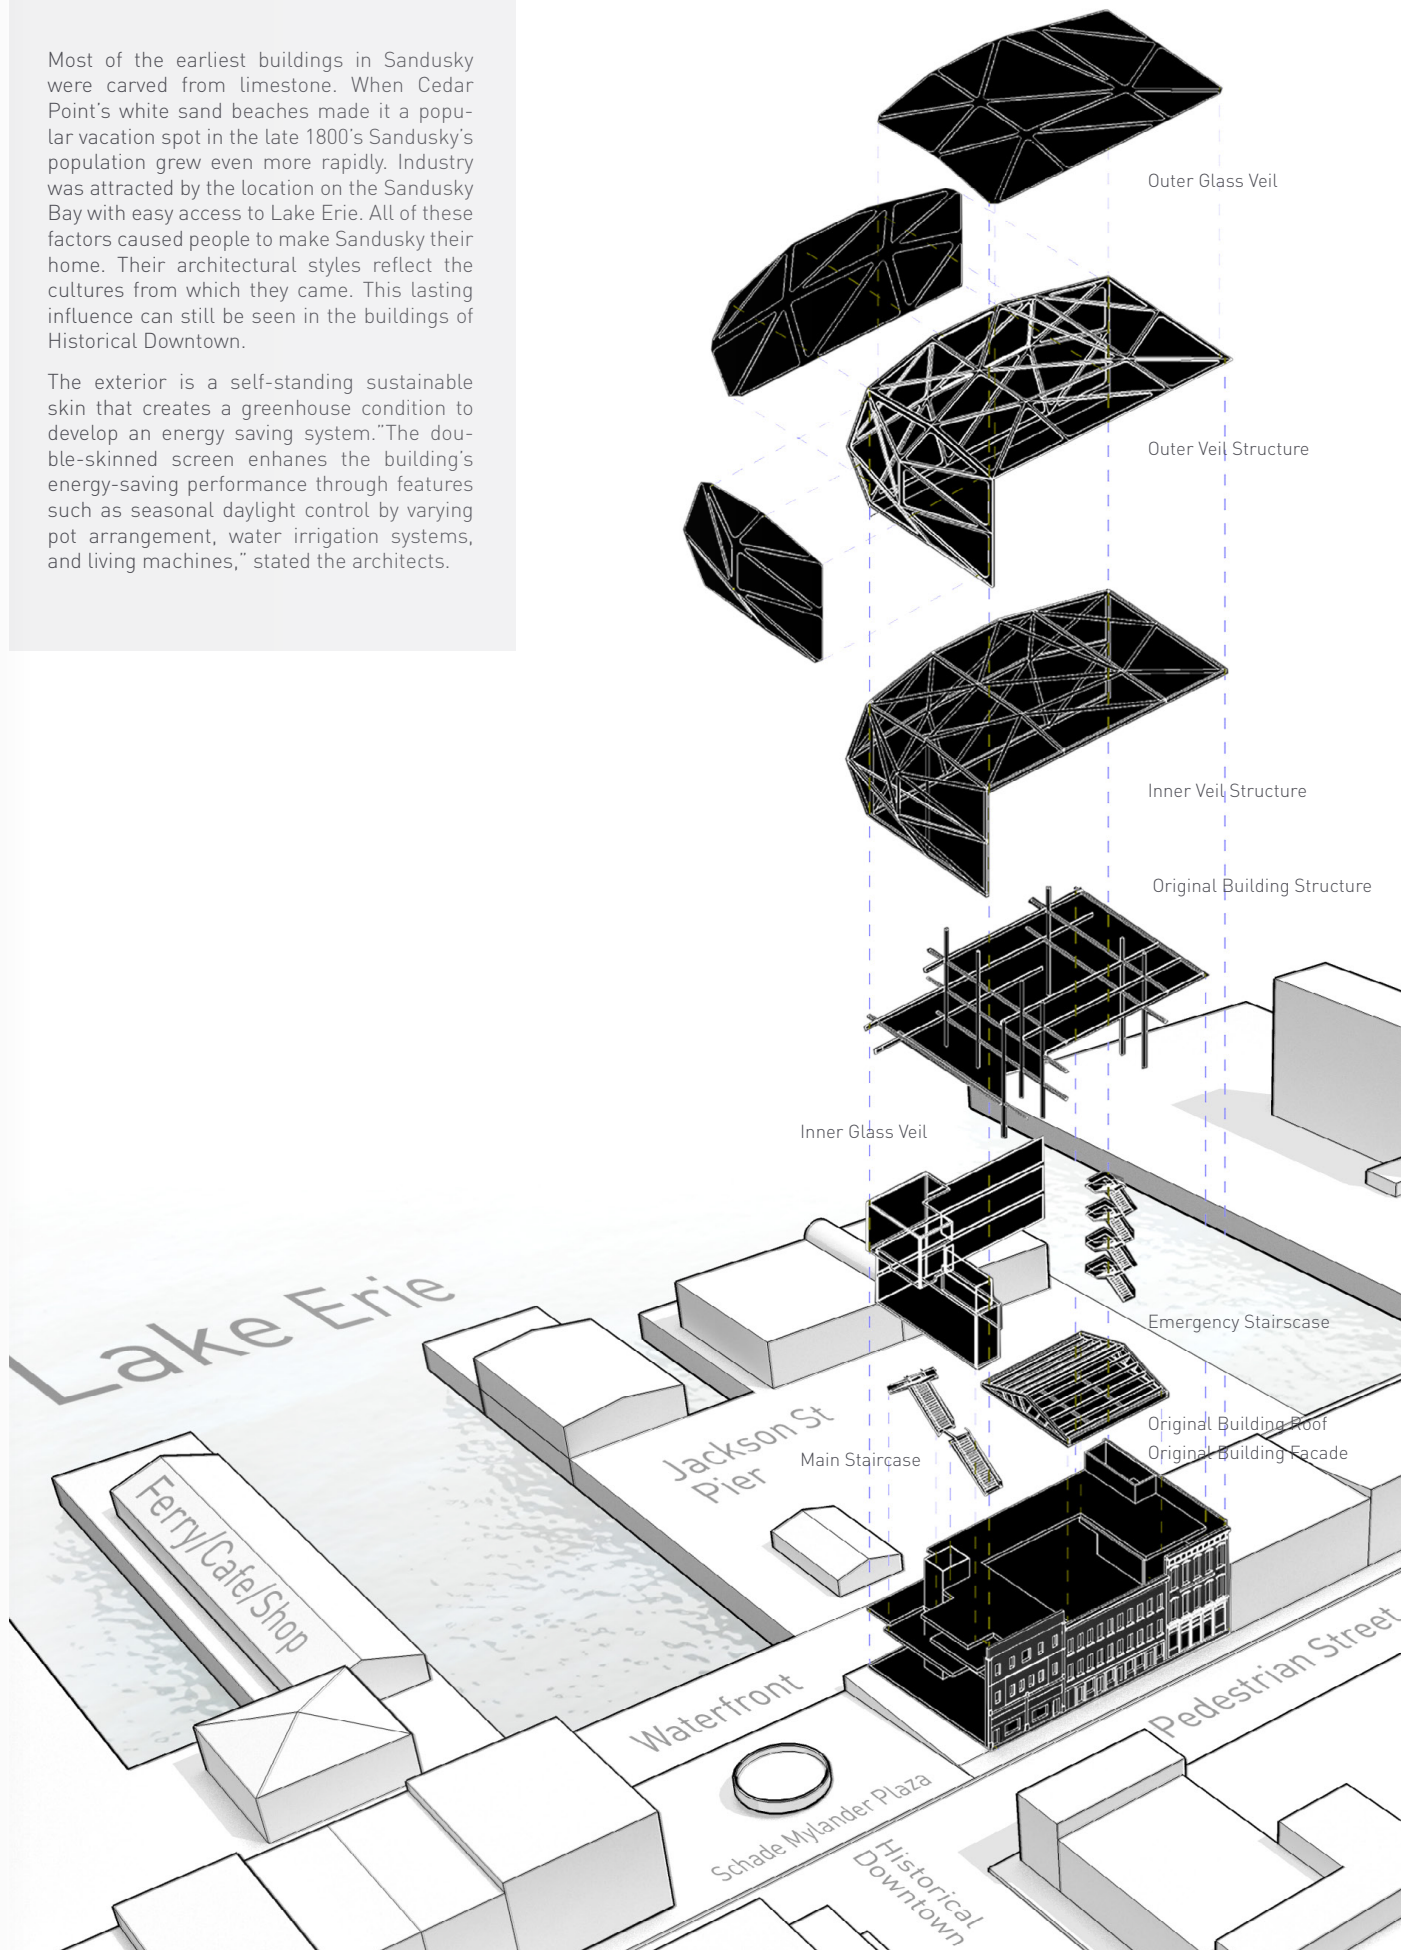 Most of the earliest buildings in Sandusky
were carved from limestone. When Cedar
Point's white sand beaches made it a popu-
lar vacation spot in the late 1800's Sandusky's
population grew even more rapidly. Industry
was attracted by the location on the Sandusky
Bay with easy access to Lake Erie. All of these
factors caused people to make Sandusky their
home. Their architectural styles reflect the
cultures from which they came. This lasting
influence can still be seen in the buildings of
Historical Downtown.
The exterior is a self-standing sustainable
skin that creates a greenhouse condition to
develop an energy saving system."The dou-
ble-skinned screen enhanes the building's
energy-saving performance through features
such as seasonal daylight control by varying
pot arrangement, water irrigation systems,
and living machines," stated the architects.
Outer Glass Veil
Outer Veil Structure
Inner Veil Structure
Original Building Structure
Inner Glass Veil
Emergency Stairscase
Original Building Roof
Original Building Facade
Main Staircase
Lake Erie
Jackson St
Pier
Ferry/Cafe/Shop
Waterfront
Pedestrian Street
Schade Mylander Plaza
Historical
Downtown